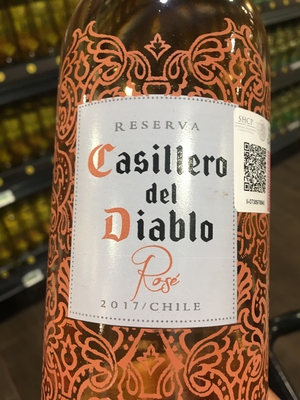 RESERVA
Casillero
del
Diablo
Rosé
2017/CHILE
SHCP